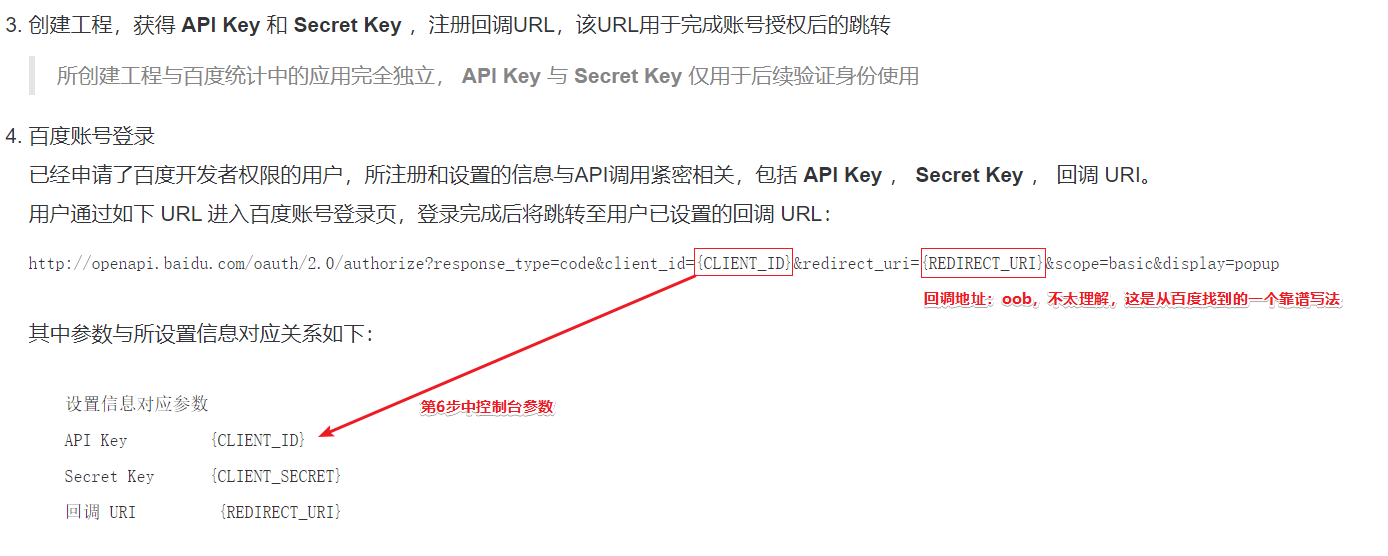 3. 创建工程，获得 API Key 和 Secret Key ，注册回调URL，该URL用于完成账号授权后的跳转
所创建工程与百度统计中的应用完全独立， API Key 与 Secret Key 仅用于后续验证身份使用
4. 百度账号登录
已经申请了百度开发者权限的用户，所注册和设置的信息与API调用紧密相关，包括 API Key ， Secret Key ， 回调 URI。
用户通过如下 URL 进入百度账号登录页，登录完成后将跳转至用户已设置的回调 URL：
http://openapi.baidu.com/oauth/2.0/authorize?response_type=code&client_id={CLIENT_ID}&redirect_uri={REDIRECT_URI}&scope=basic&display=popup
回调地址：oob，不太理解，这是从百度找到的一个靠谱写法
其中参数与所设置信息对应关系如下：
设置信息对应参数
第6步中控制台参数
API Key {CLIENT_ID}
Secret Key {CLIENT_SECRET}
回调 URI {REDIRECT_URI}